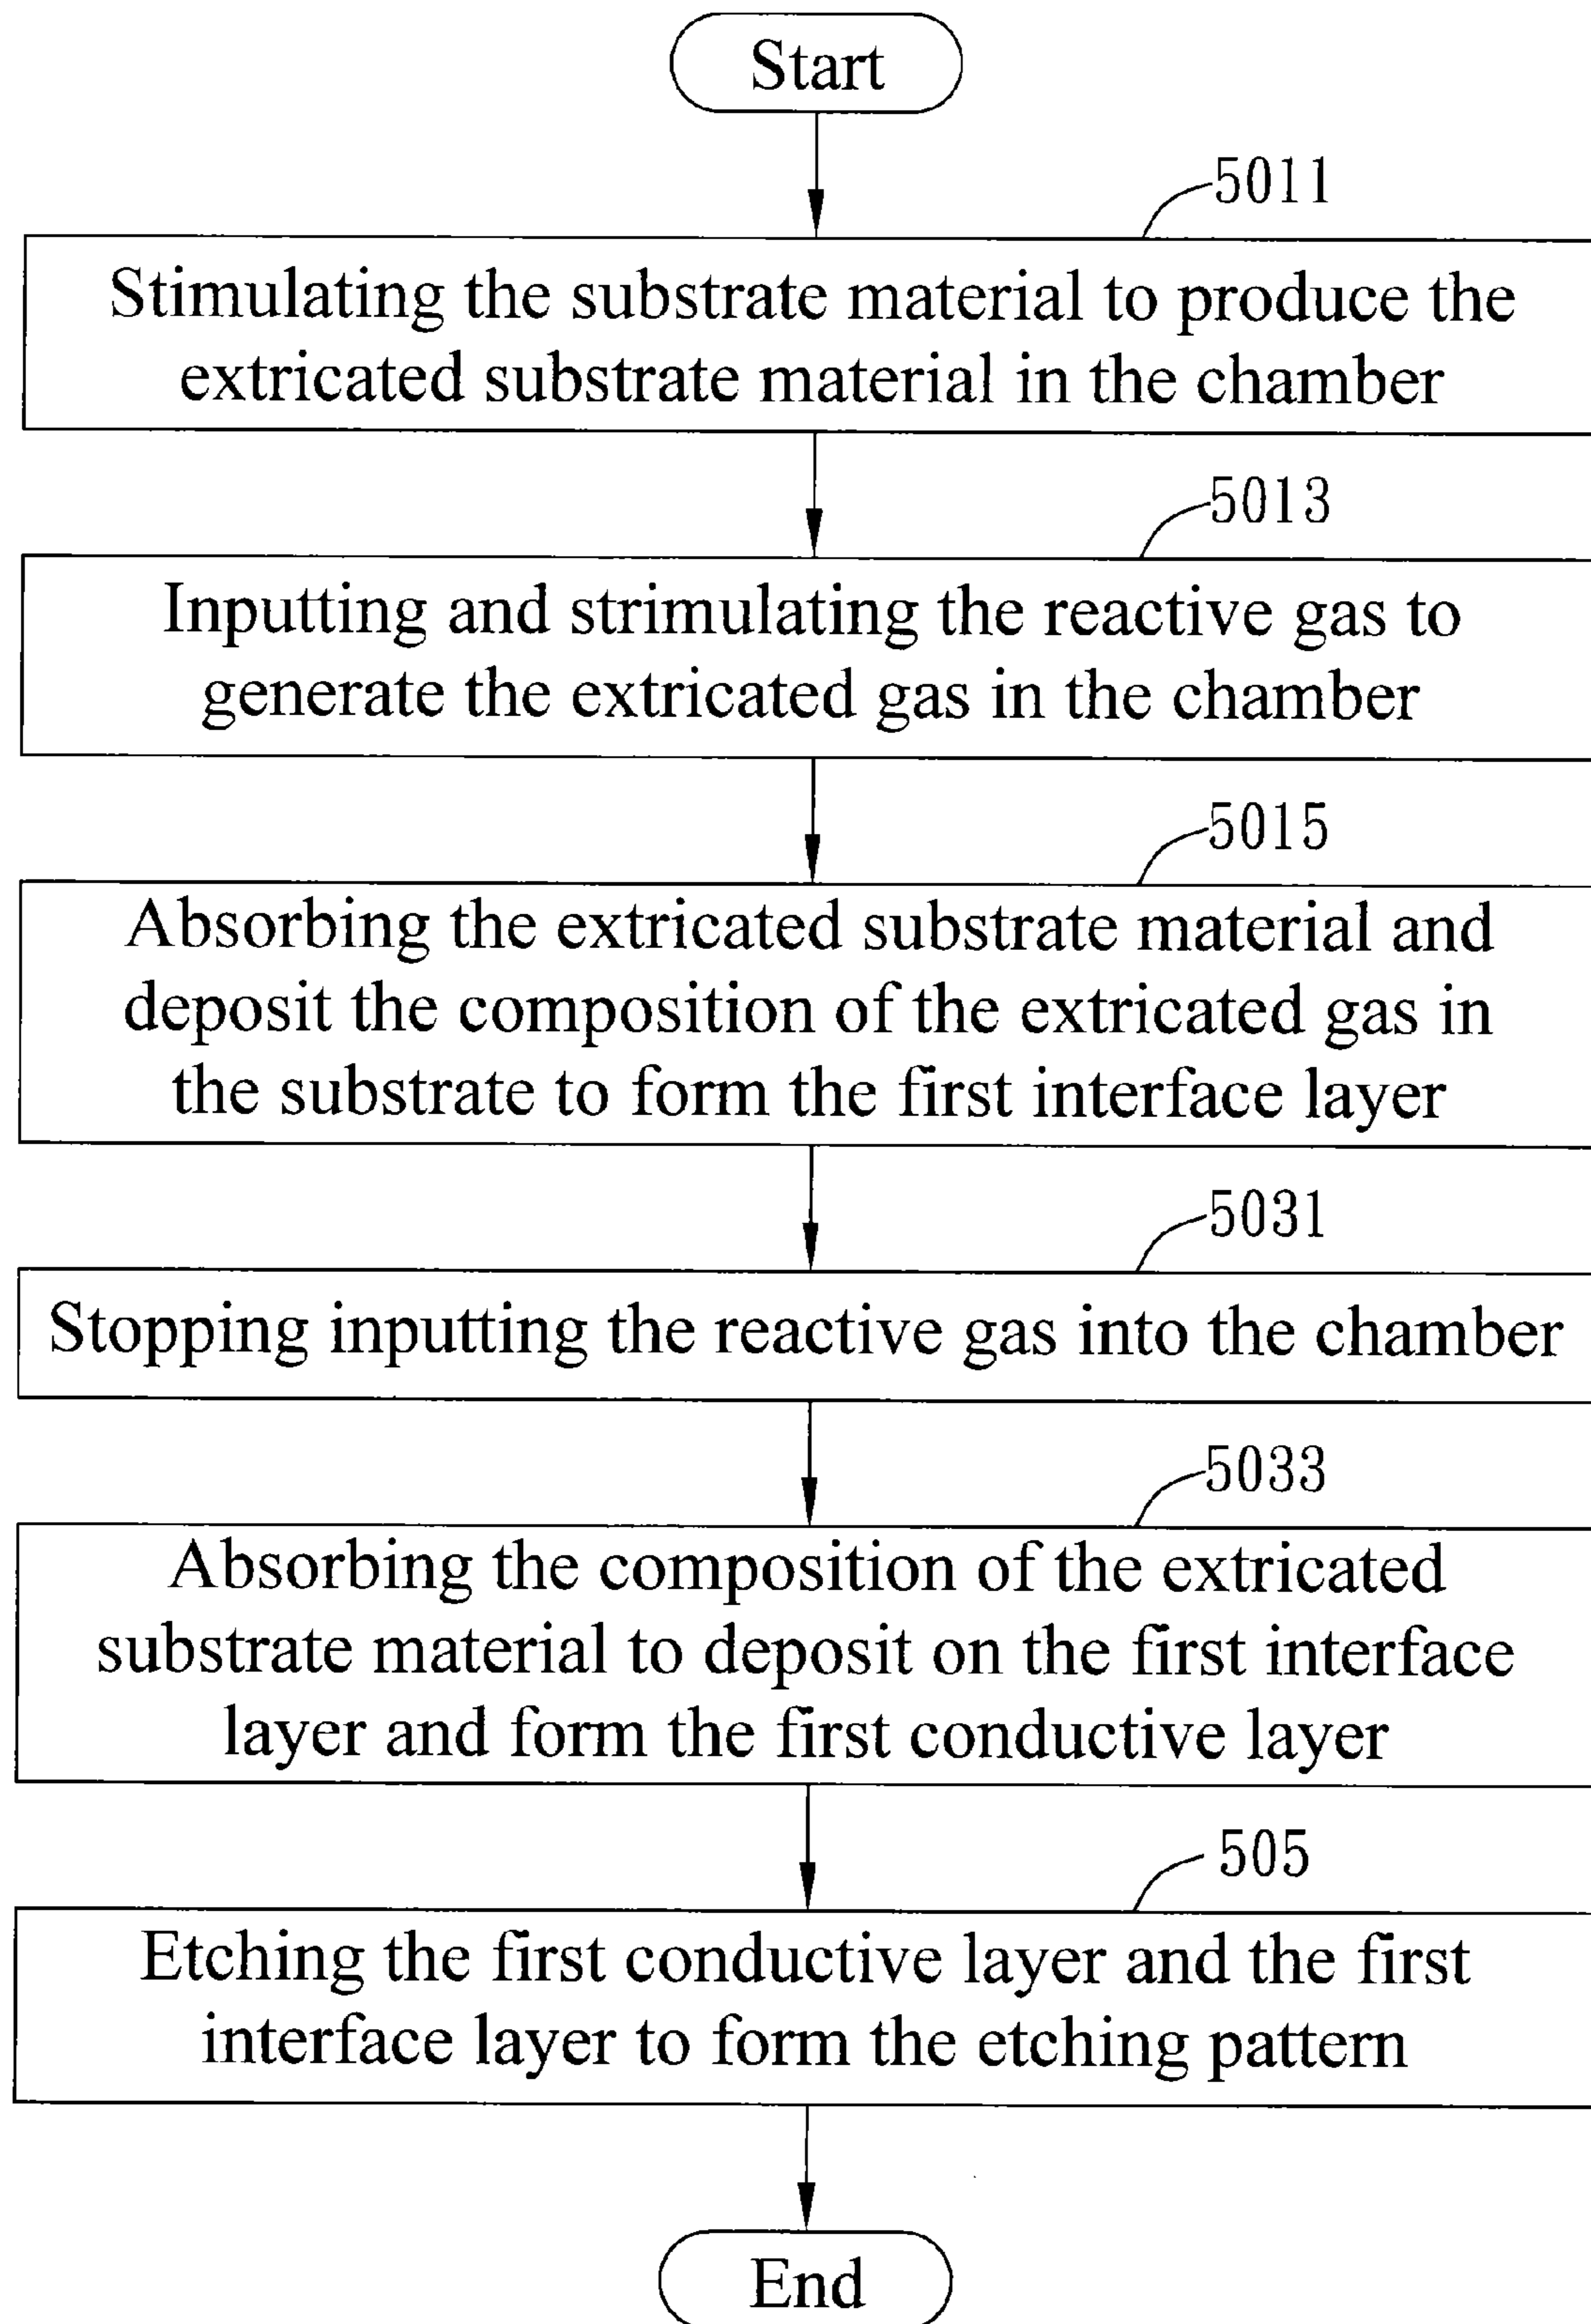 Start
5011
Stimulating the substrate material to produce the
extricated substrate material in the chamber
5013
Inputting and strimulating the reactive gas to
generate the extricated gas in the chamber
5015
Absorbing the extricated substrate material and
deposit the composition of the extricated gas in
the substrate to form the first interface layer
5031
Stopping inputting the reactive gas into the chamber
5033
Absorbing the composition of the extricated
substrate material to deposit on the first interface
layer and form the first conductive layer
505
Etching the first conductive layer and the first
interface layer to form the etching pattern
End